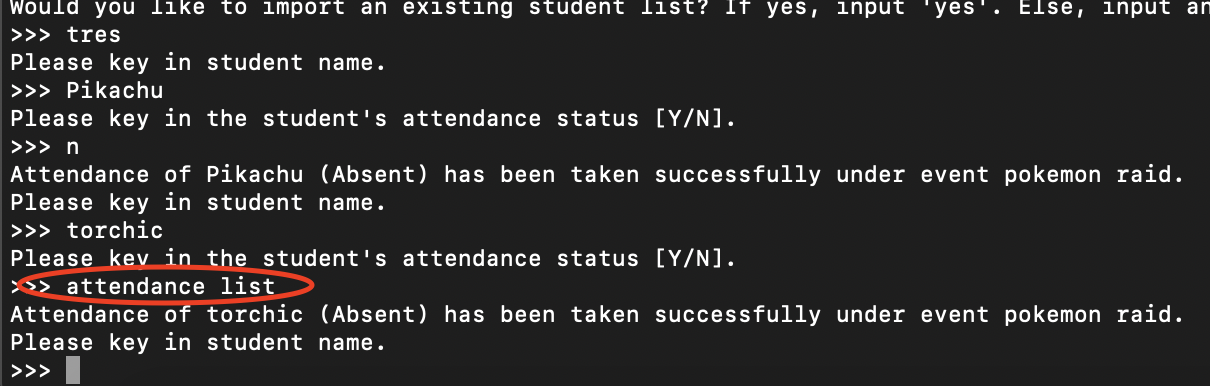 Would you like to import an existing student list? If yes, input 'yes'. Else, input an
>>> tres
Please key in student name.
>>> Pikachu
Please key in the student's attendance status [Y/N].
>>> n
Attendance of Pikachu (Absent) has been taken successfully under event pokemon raid.
Please key in student name.
>>> torchic
Please key in the student's attendance status [Y/N].
>>> attendance list
Attendance of torchic (Absent) has been taken successfully under event pokemon raid.
Please key in student name.
>>>